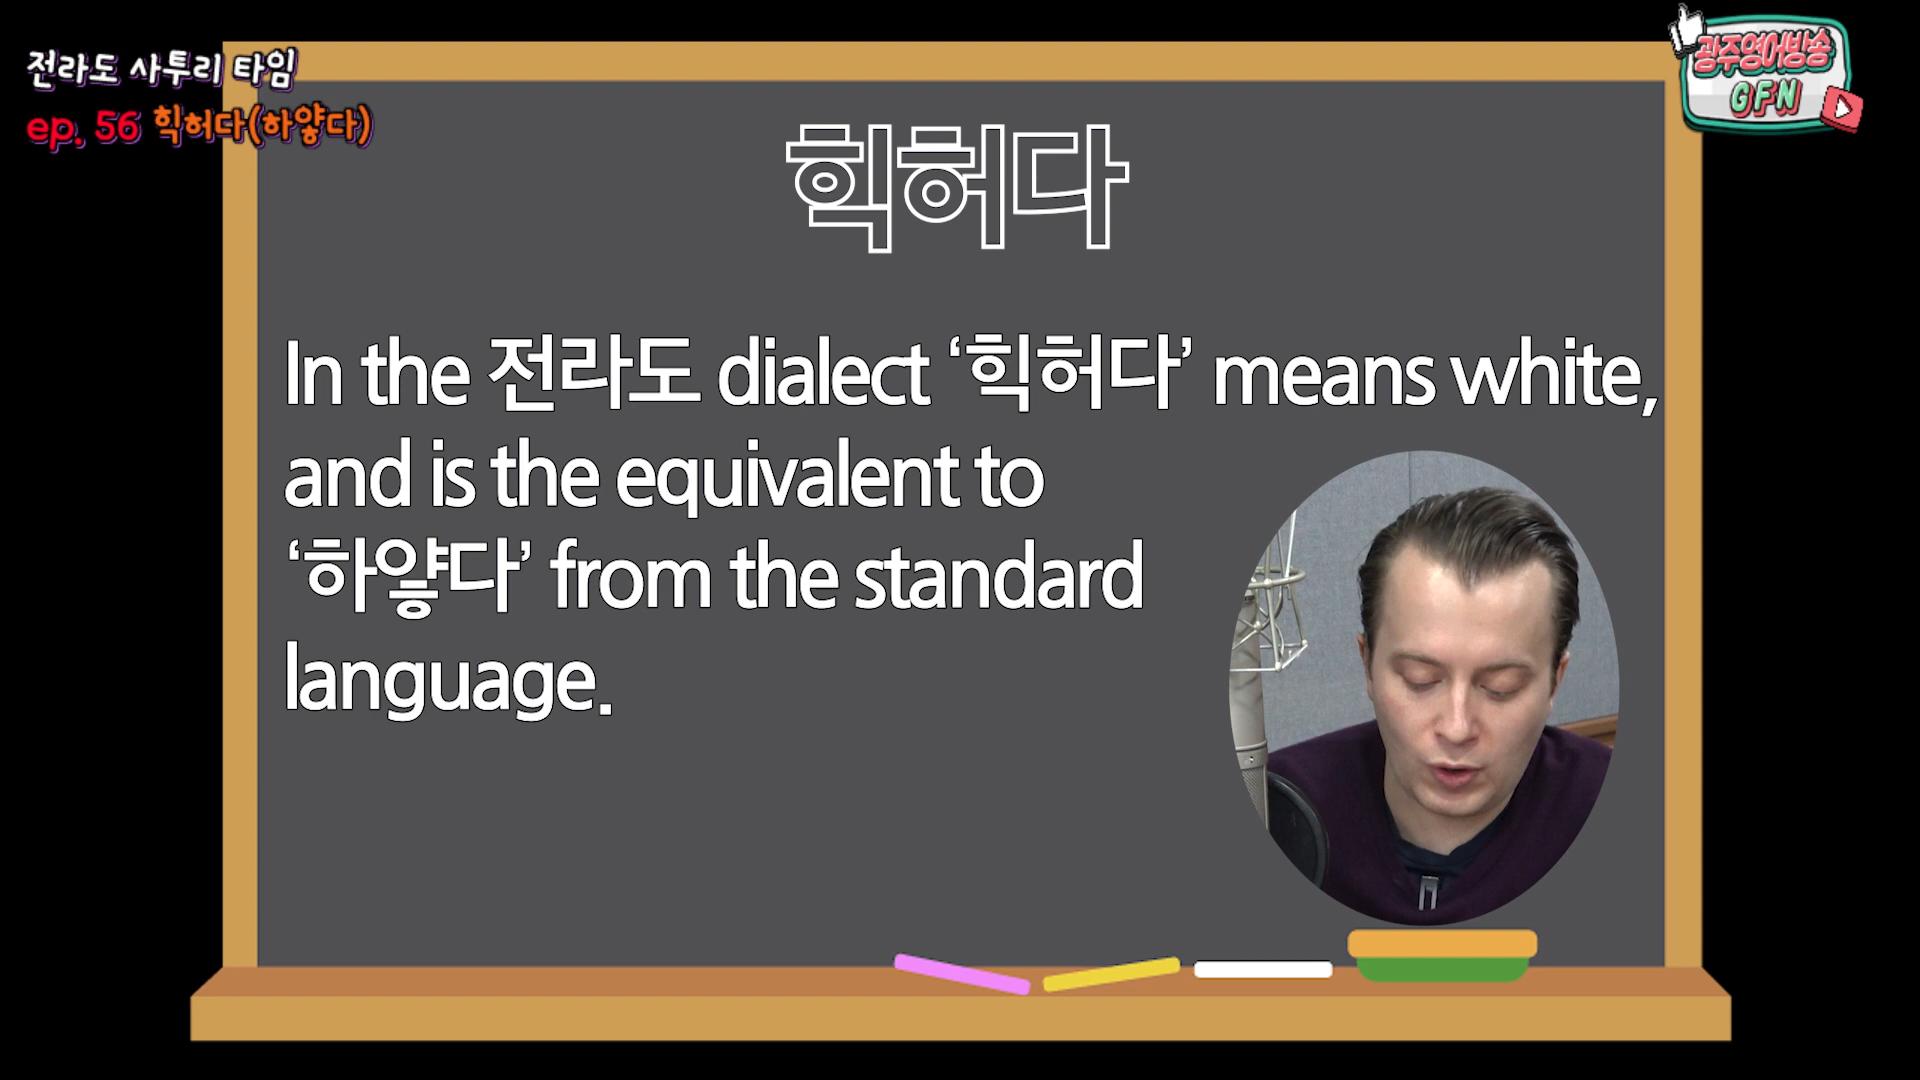 전라도 사투리 타임
ep. 56 힉허다(하얗다)
광주영어방송
GFN
힉허다
In the 전라도 dialect ‘힉허다’ means white,
and is the equivalent to
‘하얗다’ from the standard
language.